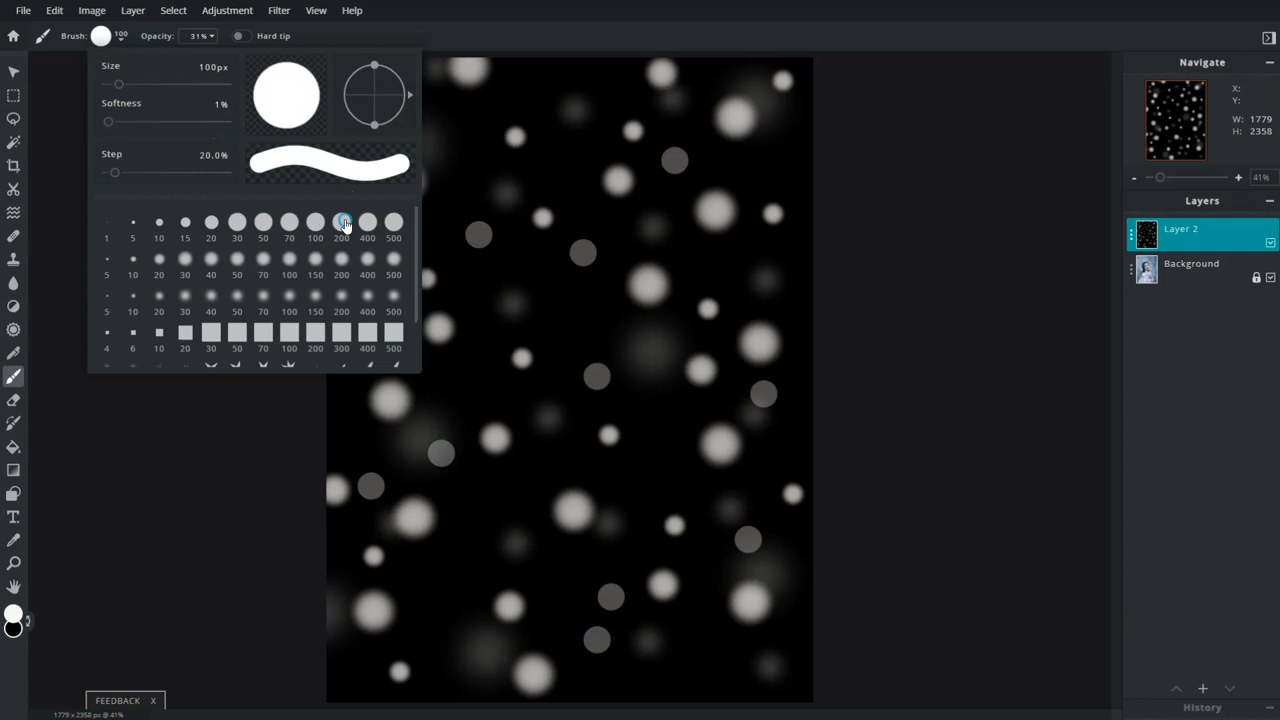 File Edit Image Layer Select Adjustment Filter View Help
Brush: 100 Opacity: 31% Hard tip
Size 100px
Softness 1%
Step 20.0%
1 5 10 15 20 30 50 70 100 200 400 500
5 10 20 30 40 50 70 100 150 200 400 500
5 10 20 30 40 50 70 100 150 200 400 500
4 6 10 20 30 50 70 100 200 300 400 500
Navigate
X:
Y:
W: 1779
H: 2358
- + 41%
Layers
Layer 2
Background
History
FEEDBACK X
1779 x 2358 px @ 41%